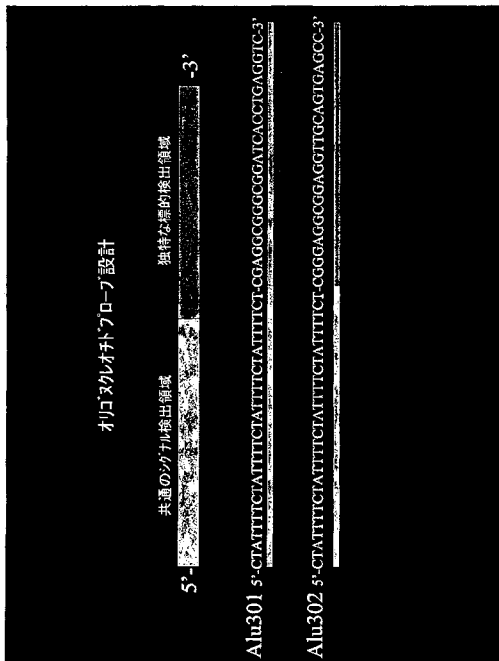 オリゴヌクレオチドプローブ設計
共通のシグナル検出領域 独特な標的検出領域
5'- -3'
Alu301 5'-CTATTTTCTATTTTCTATTTTCTATTTTCT-CGAGGCGGGCGGATCACCTGAGGTC-3'
Alu302 5'-CTATTTTCTATTTTCTATTTTCTATTTTCT-CGGGAGGCGGAGGTTGCAGTGAGCC-3'